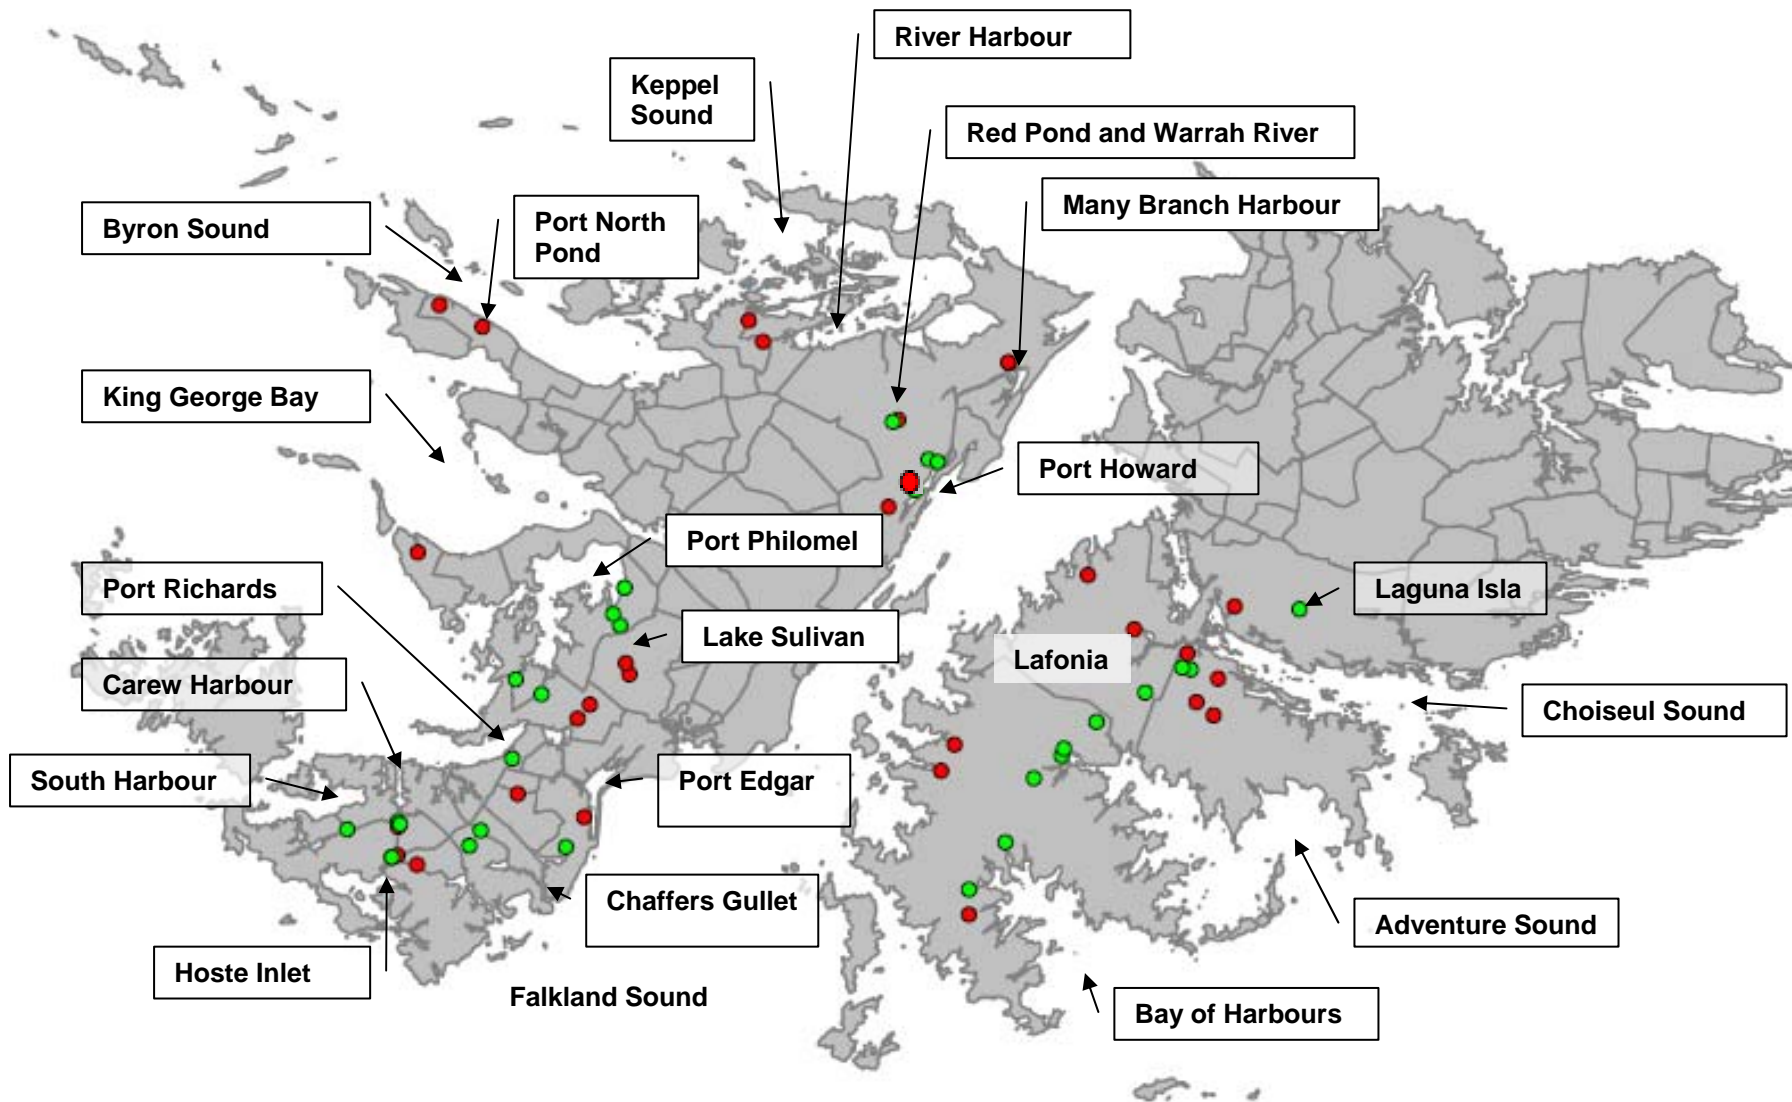 River Harbour
Keppel
Sound
Red Pond and Warrah River
Many Branch Harbour
Byron Sound
Port North
Pond
King George Bay
Port Howard
Port Philomel
Port Richards
Laguna Isla
Lake Sulivan
Lafonia
Carew Harbour
Choiseul Sound
South Harbour
Port Edgar
Chaffers Gullet
Adventure Sound
Hoste Inlet
Falkland Sound
Bay of Harbours